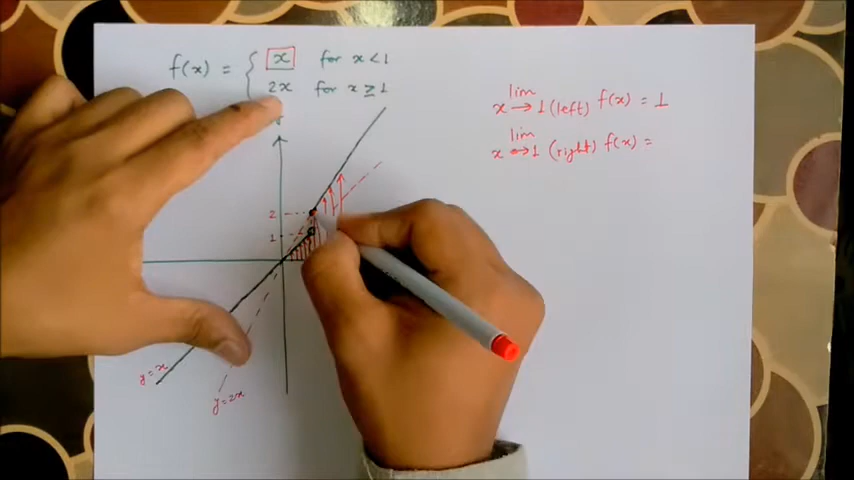 f(x) = { x for x < 1
2x for x ≥ 1
lim
x → 1 (left) f(x) = 1
lim
x → 1 (right) f(x) =
2
1
y = x
y = 2x